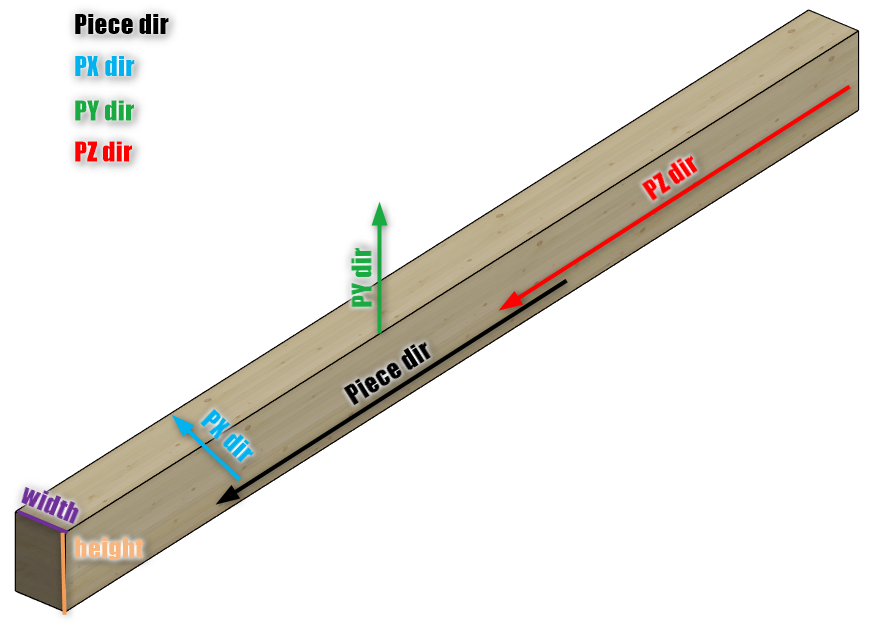 Piece dir
PX dir
PY dir
PZ dir
PZ dir
PY dir
Piece dir
PX dir
width
height